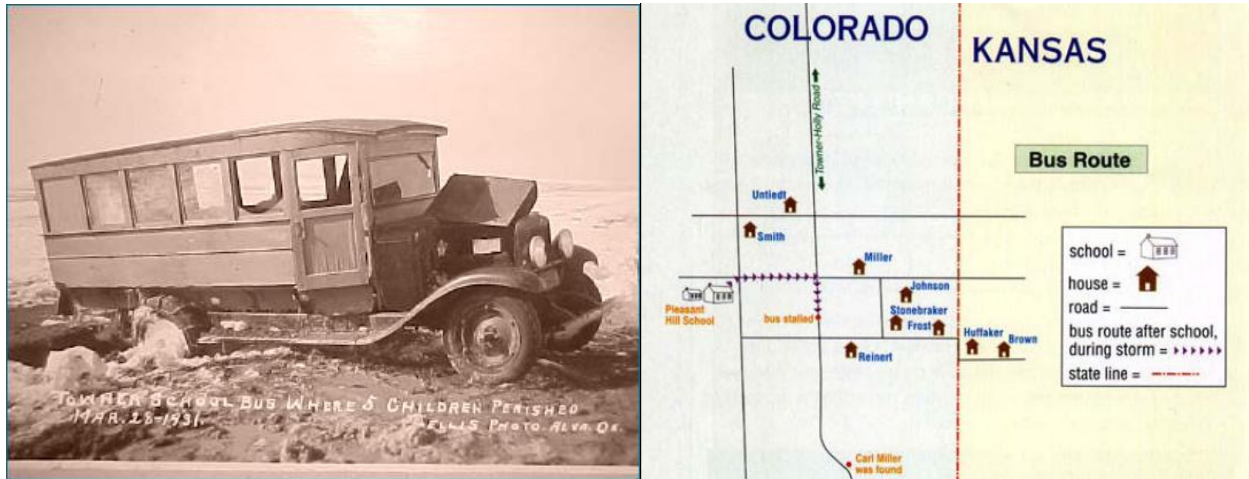 TOWNER SCHOOL BUS WHERE 5 CHILDREN PERISHED
MAR. 28-1931.
ELLIS PHOTO. ALVA. OK.
COLORADO
KANSAS
Towner-Holly Road
Bus Route
Untiedt
Smith
Miller
Johnson
Stonebraker
Frost
Huffaker
Brown
Reinert
Pleasant
Hill School
bus stalled
Carl Miller
was found
school =
house =
road =
bus route after school,
during storm =
state line =